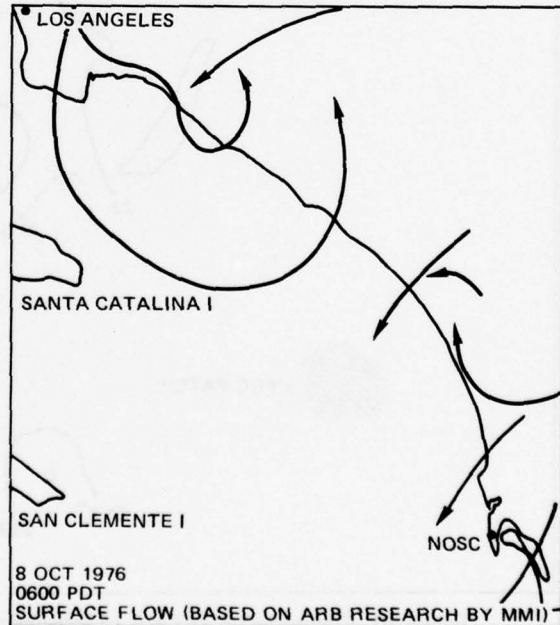 LOS ANGELES
SANTA CATALINA I
SAN CLEMENTE I
NOSC
8 OCT 1976
0600 PDT
SURFACE FLOW (BASED ON ARB RESEARCH BY MMI)